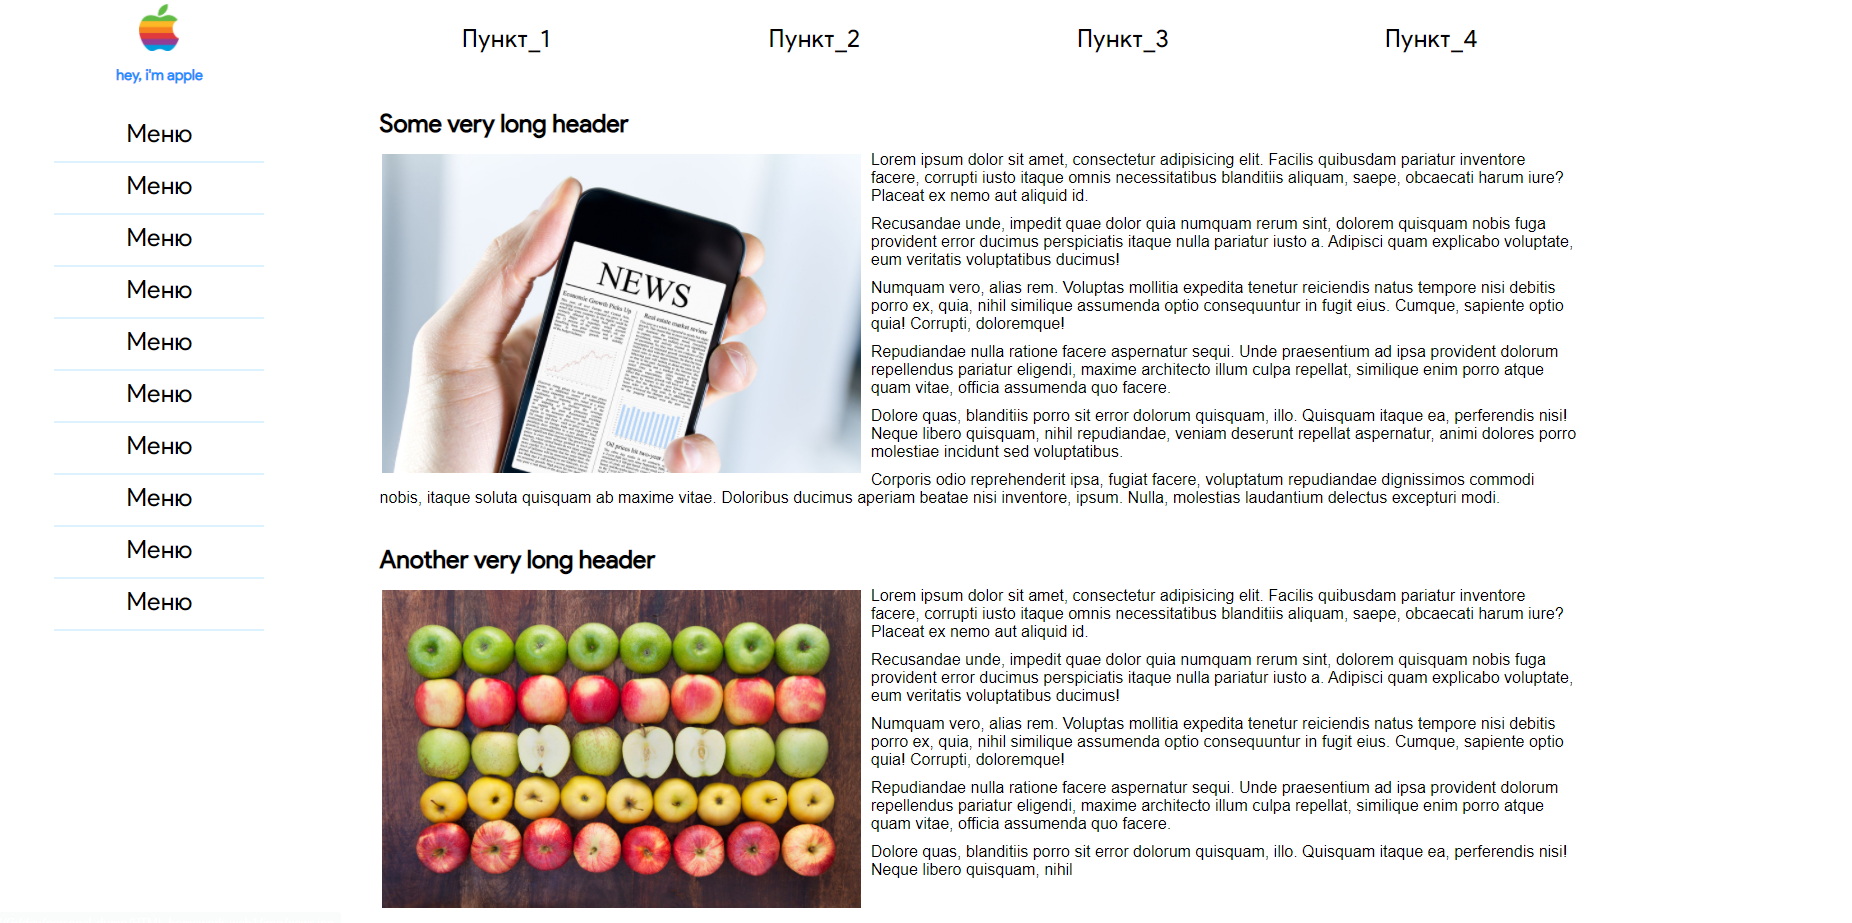 hey, i'm apple
Пункт_1
Пункт_2
Пункт_3
Пункт_4
Меню
Меню
Меню
Меню
Меню
Меню
Меню
Меню
Меню
Меню
Some very long header
NEWS
Economic Growth Picks Up
Real estate market review
Oil prices hit two-year
Lorem ipsum dolor sit amet, consectetur adipisicing elit. Facilis quibusdam pariatur inventore
facere, corrupti iusto itaque omnis necessitatibus blanditiis aliquam, saepe, obcaecati harum iure?
Placeat ex nemo aut aliquid id.
Recusandae unde, impedit quae dolor quia numquam rerum sint, dolorem quisquam nobis fuga
provident error ducimus perspiciatis itaque nulla pariatur iusto a. Adipisci quam explicabo voluptate,
eum veritatis voluptatibus ducimus!
Numquam vero, alias rem. Voluptas mollitia expedita tenetur reiciendis natus tempore nisi debitis
porro ex, quia, nihil similique assumenda optio consequuntur in fugit eius. Cumque, sapiente optio
quia! Corrupti, doloremque!
Repudiandae nulla ratione facere aspernatur sequi. Unde praesentium ad ipsa provident dolorum
repellendus pariatur eligendi, maxime architecto illum culpa repellat, similique enim porro atque
quam vitae, officia assumenda quo facere.
Dolore quas, blanditiis porro sit error dolorum quisquam, illo. Quisquam itaque ea, perferendis nisi!
Neque libero quisquam, nihil repudiandae, veniam deserunt repellat aspernatur, animi dolores porro
molestiae incidunt sed voluptatibus.
Corporis odio reprehenderit ipsa, fugiat facere, voluptatum repudiandae dignissimos commodi
nobis, itaque soluta quisquam ab maxime vitae. Doloribus ducimus aperiam beatae nisi inventore, ipsum. Nulla, molestias laudantium delectus excepturi modi.
Another very long header
Lorem ipsum dolor sit amet, consectetur adipisicing elit. Facilis quibusdam pariatur inventore
facere, corrupti iusto itaque omnis necessitatibus blanditiis aliquam, saepe, obcaecati harum iure?
Placeat ex nemo aut aliquid id.
Recusandae unde, impedit quae dolor quia numquam rerum sint, dolorem quisquam nobis fuga
provident error ducimus perspiciatis itaque nulla pariatur iusto a. Adipisci quam explicabo voluptate,
eum veritatis voluptatibus ducimus!
Numquam vero, alias rem. Voluptas mollitia expedita tenetur reiciendis natus tempore nisi debitis
porro ex, quia, nihil similique assumenda optio consequuntur in fugit eius. Cumque, sapiente optio
quia! Corrupti, doloremque!
Repudiandae nulla ratione facere aspernatur sequi. Unde praesentium ad ipsa provident dolorum
repellendus pariatur eligendi, maxime architecto illum culpa repellat, similique enim porro atque
quam vitae, officia assumenda quo facere.
Dolore quas, blanditiis porro sit error dolorum quisquam, illo. Quisquam itaque ea, perferendis nisi!
Neque libero quisquam, nihil